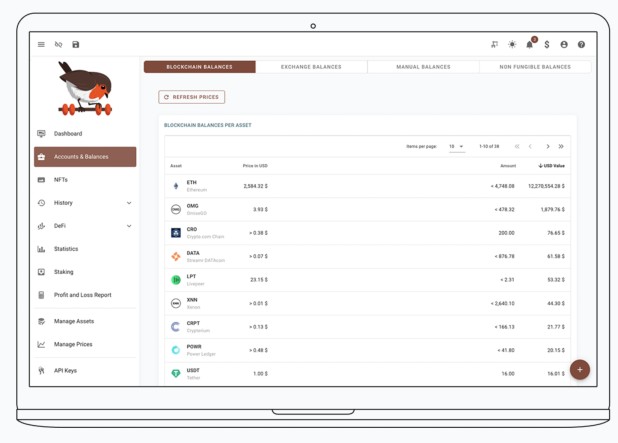 2
BLOCKCHAIN BALANCES EXCHANGE BALANCES MANUAL BALANCES NON FUNGIBLE BALANCES
REFRESH PRICES
Dashboard
Accounts & Balances
NFTs
History
DeFi
Statistics
Staking
Profit and Loss Report
Manage Assets
Manage Prices
API Keys
BLOCKCHAIN BALANCES PER ASSET
Items per page: 10 1-10 of 38
Asset Price in USD Amount USD Value
ETH 2,584.32 $ < 4,748.08 12,270,554.28 $
Ethereum
OMG 3.93 $ < 478.32 1,879.76 $
OmiseGO
CRO > 0.38 $ 200.00 76.65 $
Crypto.com Chain
DATA > 0.07 $ < 876.78 61.58 $
Streamr DATAcoin
LPT 23.15 $ < 2.31 53.32 $
Livepeer
XNN > 0.01 $ < 2,640.10 44.30 $
Xenon
CRPT > 0.13 $ < 166.13 21.77 $
Crypterium
POWR > 0.48 $ < 41.80 20.15 $
Power Ledger
USDT 1.00 $ 16.00 16.01 $
Tether